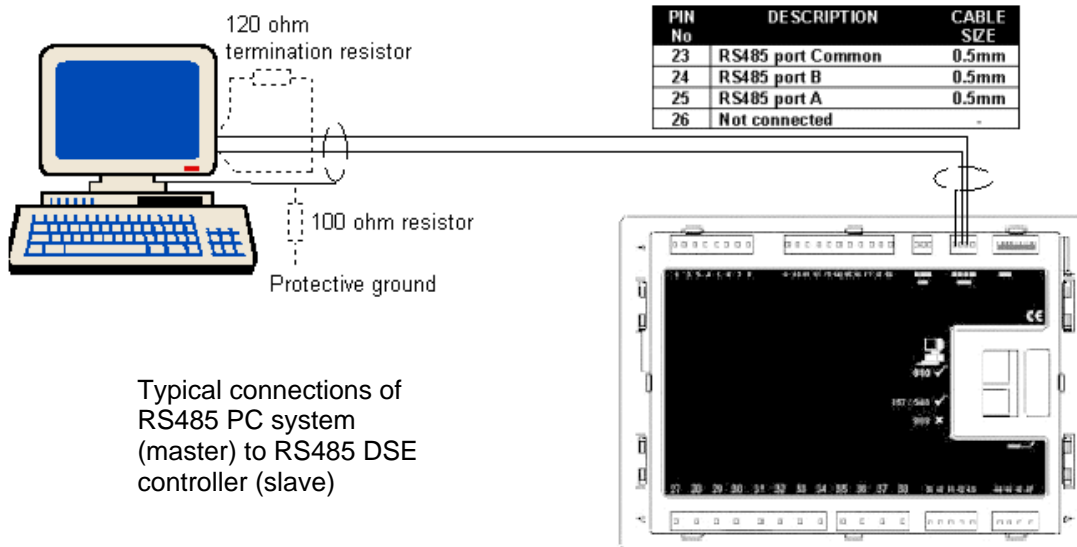 120 ohm
termination resistor
PIN No DESCRIPTION CABLE SIZE
23 RS485 port Common 0.5mm
24 RS485 port B 0.5mm
25 RS485 port A 0.5mm
26 Not connected -
100 ohm resistor
Protective ground
CE
810
Typical connections of
RS485 PC system
(master) to RS485 DSE
controller (slave)
27 28 29 30 31 32 33 34 35 36 37 38